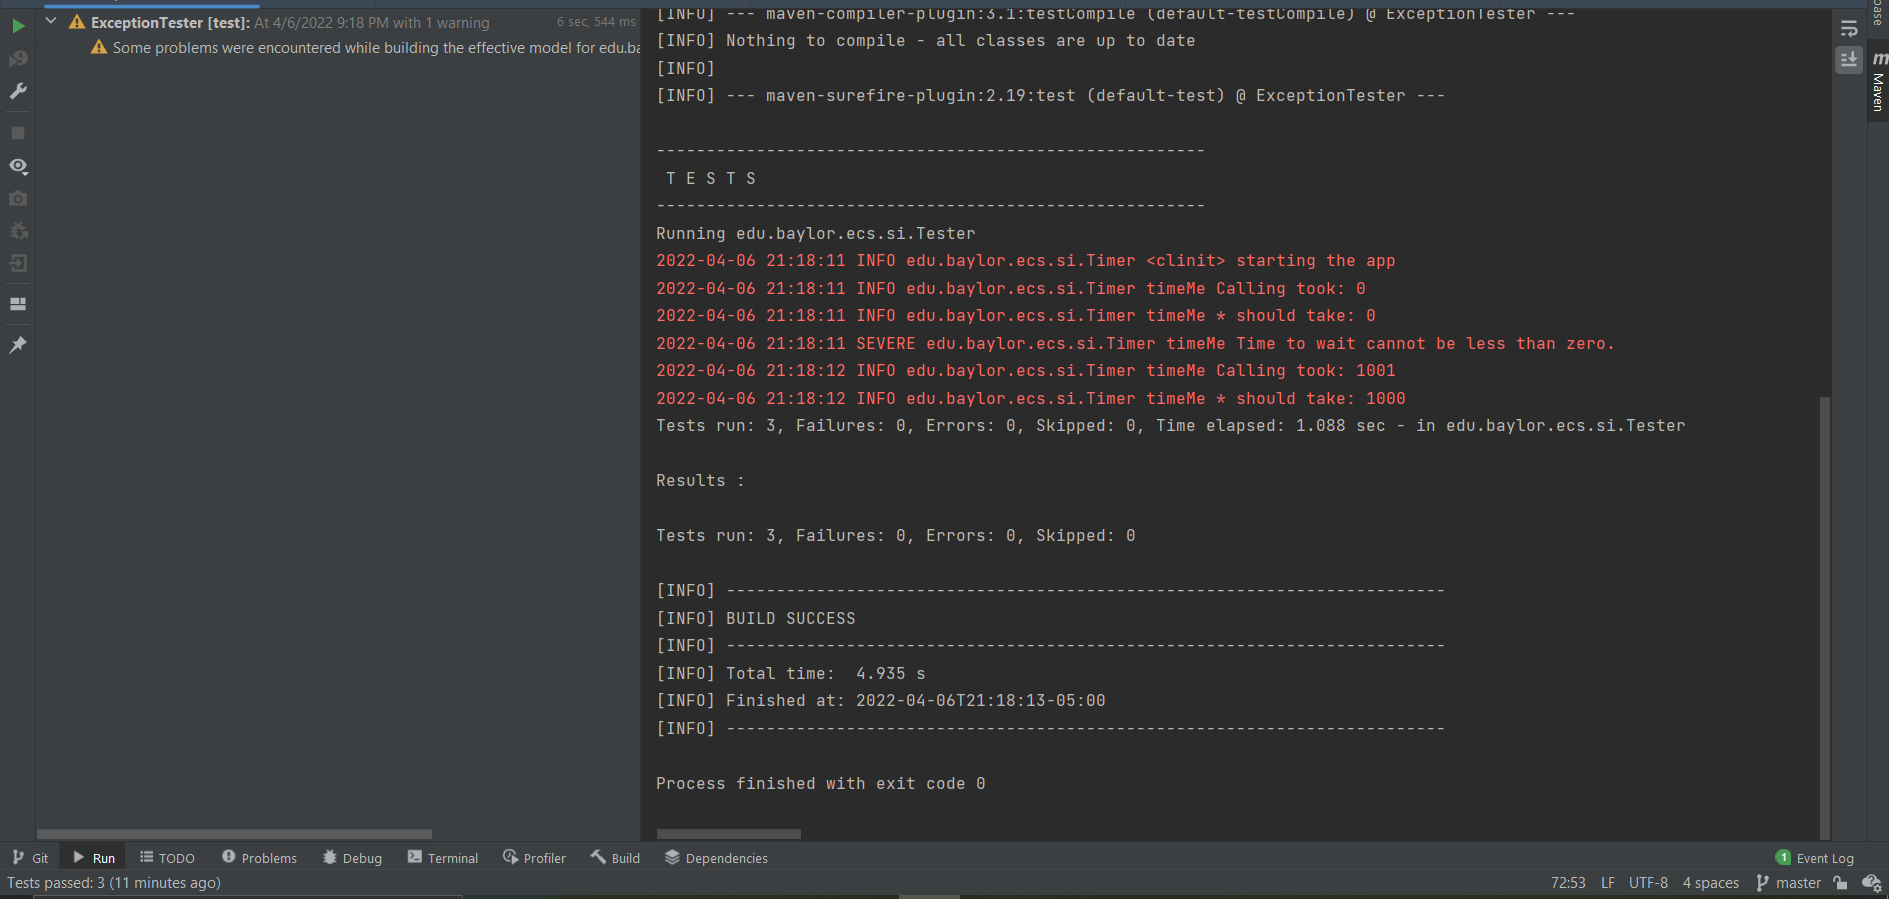 ExceptionTester [test]: At 4/6/2022 9:18 PM with 1 warning 6 sec, 544 ms
Some problems were encountered while building the effective model for edu.ba
[INFO] --- maven-compiler-plugin:3.1:testCompile (default-testCompile) @ ExceptionTester ---
[INFO] Nothing to compile - all classes are up to date
[INFO]
[INFO] --- maven-surefire-plugin:2.19:test (default-test) @ ExceptionTester ---
-------------------------------------------------------
T E S T S
-------------------------------------------------------
Running edu.baylor.ecs.si.Tester
2022-04-06 21:18:11 INFO edu.baylor.ecs.si.Timer <clinit> starting the app
2022-04-06 21:18:11 INFO edu.baylor.ecs.si.Timer timeMe Calling took: 0
2022-04-06 21:18:11 INFO edu.baylor.ecs.si.Timer timeMe * should take: 0
2022-04-06 21:18:11 SEVERE edu.baylor.ecs.si.Timer timeMe Time to wait cannot be less than zero.
2022-04-06 21:18:12 INFO edu.baylor.ecs.si.Timer timeMe Calling took: 1001
2022-04-06 21:18:12 INFO edu.baylor.ecs.si.Timer timeMe * should take: 1000
Tests run: 3, Failures: 0, Errors: 0, Skipped: 0, Time elapsed: 1.088 sec - in edu.baylor.ecs.si.Tester
Results :
Tests run: 3, Failures: 0, Errors: 0, Skipped: 0
[INFO] ------------------------------------------------------------------------
[INFO] BUILD SUCCESS
[INFO] ------------------------------------------------------------------------
[INFO] Total time:  4.935 s
[INFO] Finished at: 2022-04-06T21:18:13-05:00
[INFO] ------------------------------------------------------------------------
Process finished with exit code 0
m Maven
Git Run TODO Problems Debug Terminal Profiler Build Dependencies 1 Event Log
Tests passed: 3 (11 minutes ago) 72:53 LF UTF-8 4 spaces master